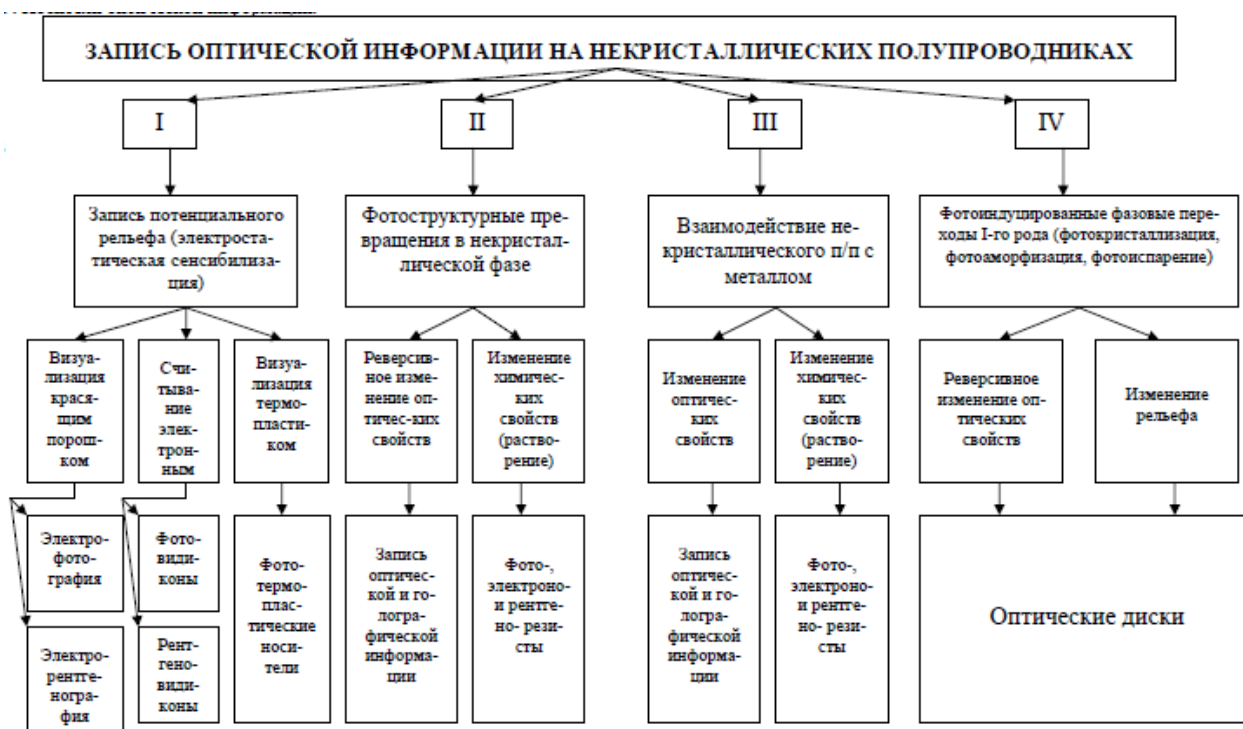 ЗАПИСЬ ОПТИЧЕСКОЙ ИНФОРМАЦИИ НА НЕКРИСТАЛЛИЧЕСКИХ ПОЛУПРОВОДНИКАХ
I
II
III
IV
Запись потенциального
рельефа (электроста-
тическая сенсибилиза-
ция)
Фотоструктурные пре-
вращения в некристал-
лической фазе
Взаимодействие не-
кристаллического п/п с
металлом
Фотоиндуцированные фазовые пере-
ходы I-го рода (фотокристаллизация,
фотоаморфизация, фотоиспарение)
Визуа-
лизация
крася-
щим
порош-
ком
Счи-
тыва-
ние
элек-
трон-
ным
Визуа-
лизация
термо-
пласти-
ком
Реверсив-
ное изме-
нение оп-
тичес-ких
свойств
Изменение
химичес-
ких
свойств
(раство-
рение)
Изменение
оптичес-
ких
свойств
Изменение
химичес-
ких
свойств
(раство-
рение)
Реверсивное
изменение оп-
тических
свойств
Изменение
рельефа
Электро-
фото-
графия
Фото-
види-
коны
Фото-
термо-
плас-
тические
носи-
тели
Запись
оптичес-
кой и го-
логра-
фической
информа-
ции
Фото-,
электроно-
и рентге-
но- рези-
сты
Запись
оптичес-
кой и го-
логра-
фической
информа-
ции
Фото-,
электроно-
и рентге-
но- рези-
сты
Оптические диски
Электро-
рентге-
ногра-
фия
Рент-
гено-
види-
коны